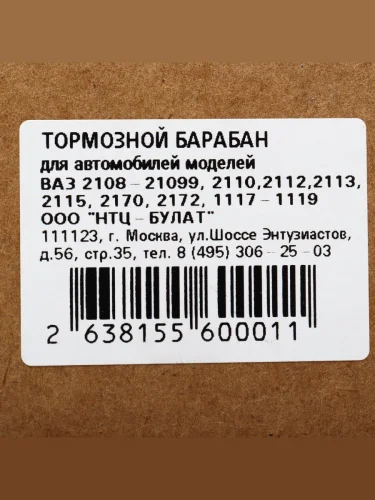 ТОРМОЗНОЙ БАРАБАН
для автомобилей моделей
ВАЗ 2108 - 21099, 2110,2112,2113,
2115, 2170, 2172, 1117 - 1119
ООО "НТЦ - БУЛАТ"
111123, г. Москва, ул.Шоссе Энтузиастов,
д.56, стр.35, тел. 8 (495) 306 - 25 - 03
2 638155 600011